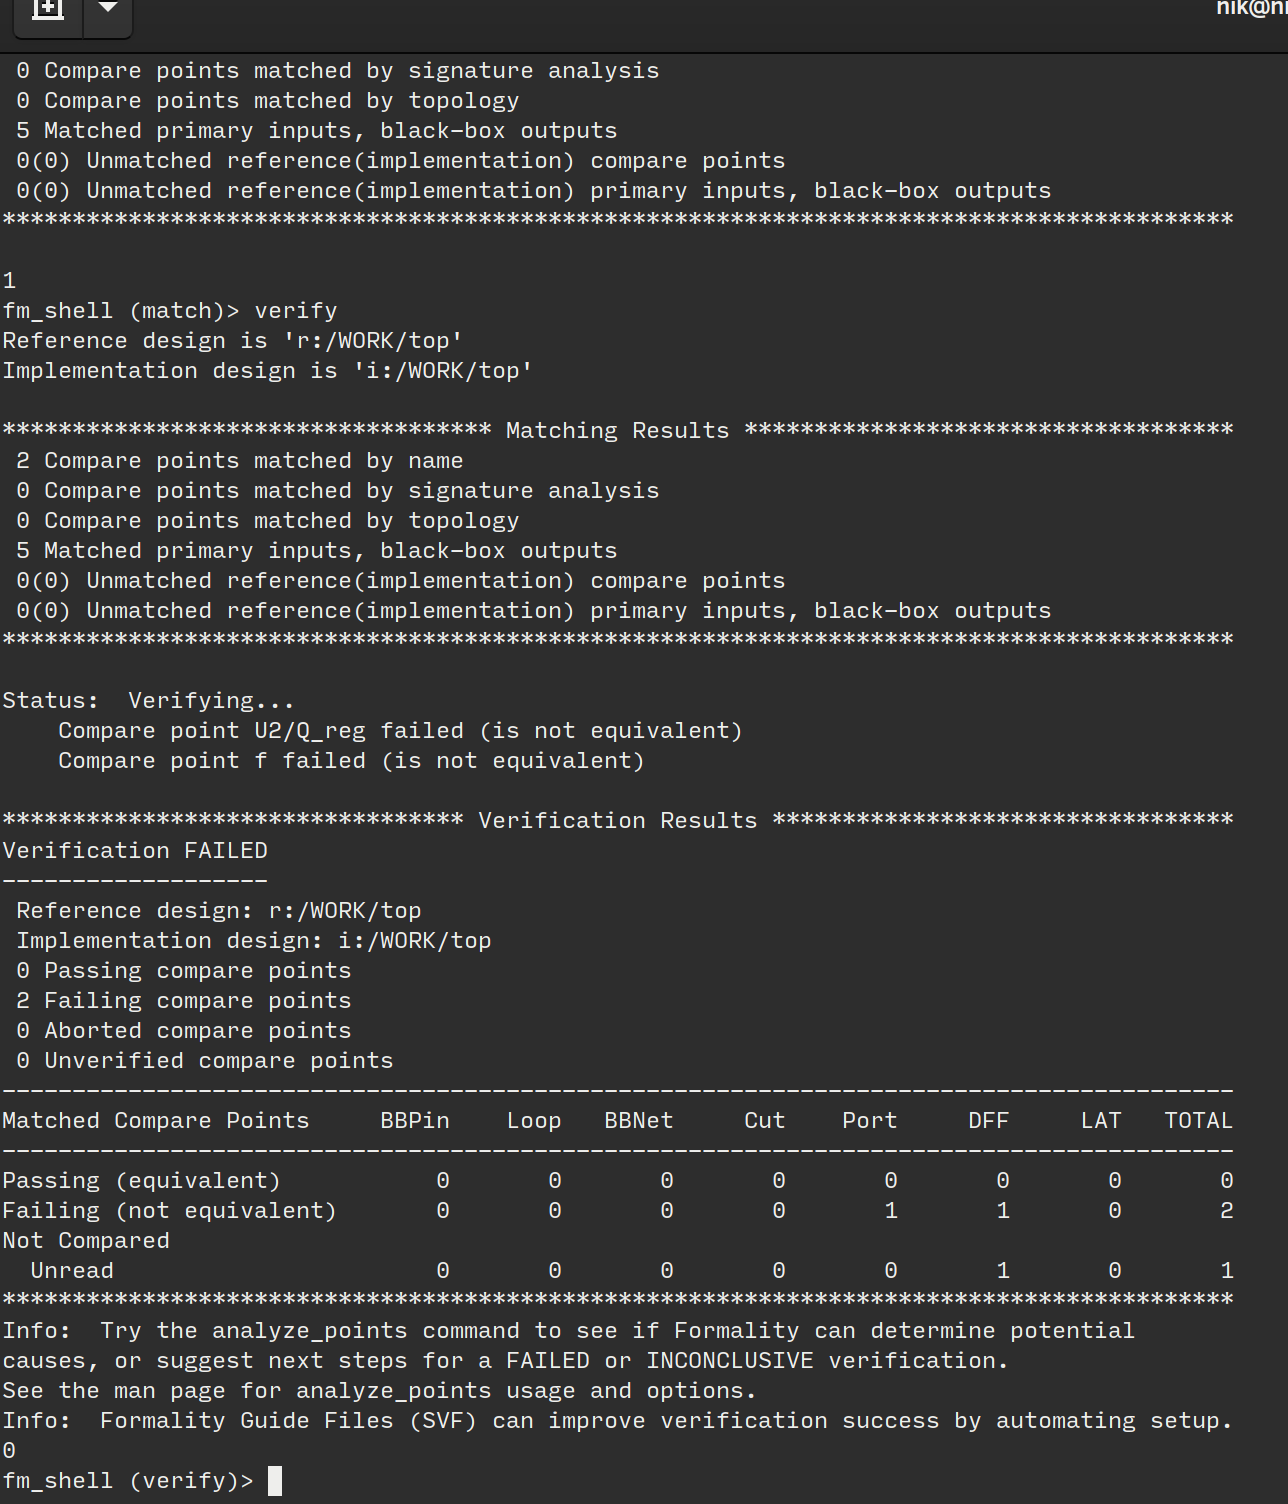 nik@ni
0 Compare points matched by signature analysis
0 Compare points matched by topology
5 Matched primary inputs, black-box outputs
0(0) Unmatched reference(implementation) compare points
0(0) Unmatched reference(implementation) primary inputs, black-box outputs
****************************************************************************************
1
fm_shell (match)> verify
Reference design is 'r:/WORK/top'
Implementation design is 'i:/WORK/top'
*********************************** Matching Results ***********************************
2 Compare points matched by name
0 Compare points matched by signature analysis
0 Compare points matched by topology
5 Matched primary inputs, black-box outputs
0(0) Unmatched reference(implementation) compare points
0(0) Unmatched reference(implementation) primary inputs, black-box outputs
****************************************************************************************
Status:  Verifying...
Compare point U2/Q_reg failed (is not equivalent)
Compare point f failed (is not equivalent)
********************************* Verification Results *********************************
Verification FAILED
-------------------
Reference design: r:/WORK/top
Implementation design: i:/WORK/top
0 Passing compare points
2 Failing compare points
0 Aborted compare points
0 Unverified compare points
----------------------------------------------------------------------------------------
Matched Compare Points     BBPin    Loop   BBNet     Cut    Port     DFF     LAT   TOTAL
----------------------------------------------------------------------------------------
Passing (equivalent)           0       0       0       0       0       0       0       0
Failing (not equivalent)       0       0       0       0       1       1       0       2
Not Compared
Unread                       0       0       0       0       0       1       0       1
****************************************************************************************
Info:  Try the analyze_points command to see if Formality can determine potential
causes, or suggest next steps for a FAILED or INCONCLUSIVE verification.
See the man page for analyze_points usage and options.
Info:  Formality Guide Files (SVF) can improve verification success by automating setup.
0
fm_shell (verify)>